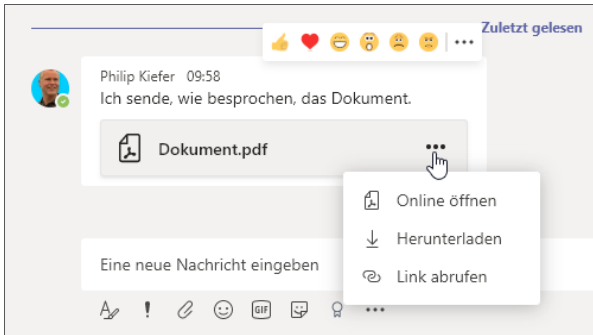 Zuletzt gelesen
Philip Kiefer 09:58
Ich sende, wie besprochen, das Dokument.
Dokument.pdf
Online öffnen
Herunterladen
Link abrufen
Eine neue Nachricht eingeben
GIF